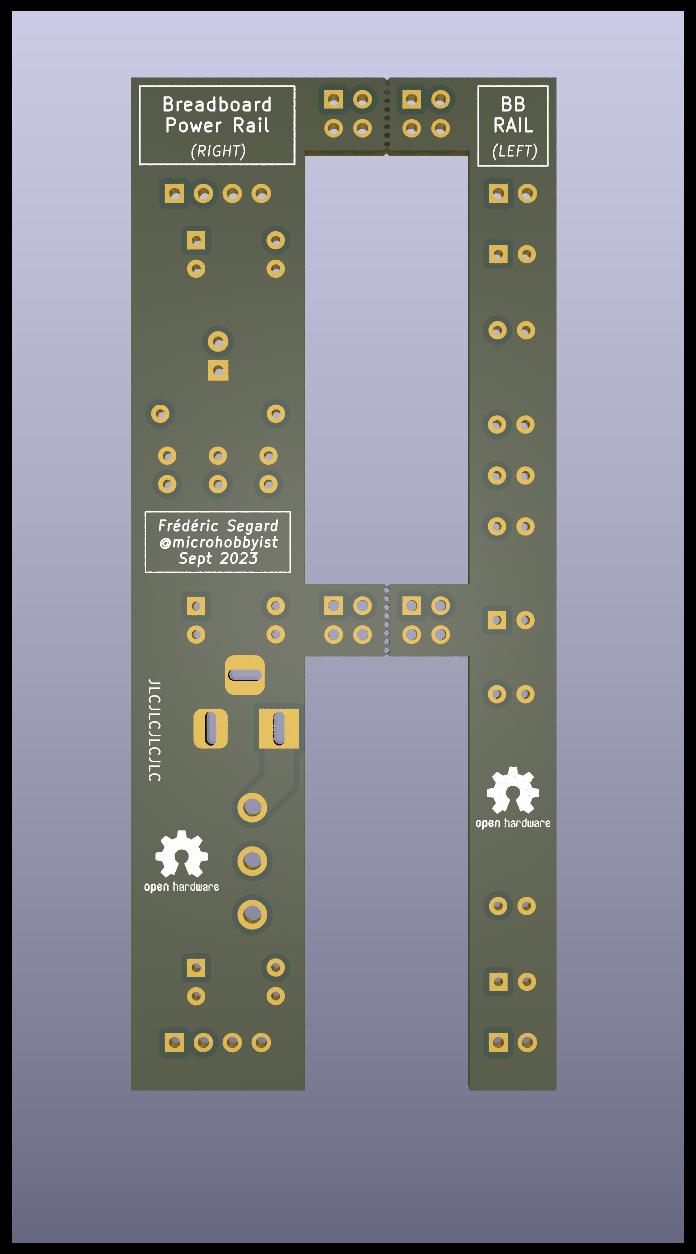 Breadboard
Power Rail
(RIGHT)
BB
RAIL
(LEFT)
Frédéric Segard
@microhobbyist
Sept 2023
JLCJLCJLCJLC
open hardware
open hardware